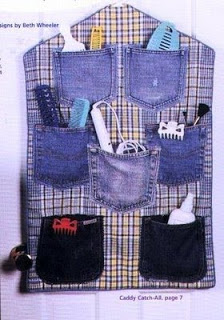 signs by Beth Wheeler
Caddy Catch-All, page 7